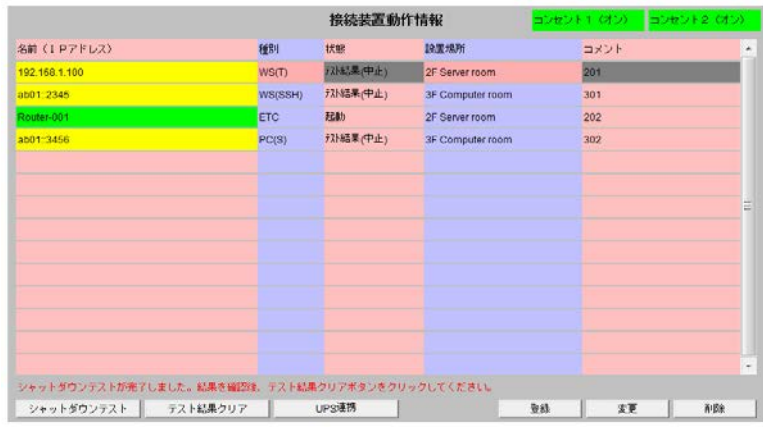 接続装置動作情報 コンセント1（オン） コンセント2（オン）
名前（IPアドレス） 種別 状態 設置場所 コメント
192.168.1.100 WS(T) ﾃｽﾄ結果(中止) 2F Server room 201
ab01::2345 WS(SSH) ﾃｽﾄ結果(中止) 3F Computer room 301
Router-001 ETC 起動 2F Server room 202
ab01::3456 PC(S) ﾃｽﾄ結果(中止) 3F Computer room 302
シャットダウンテストが完了しました。結果を確認後、テスト結果クリアボタンをクリックしてください。
シャットダウンテスト テスト結果クリア UPS連携 登録 変更 削除